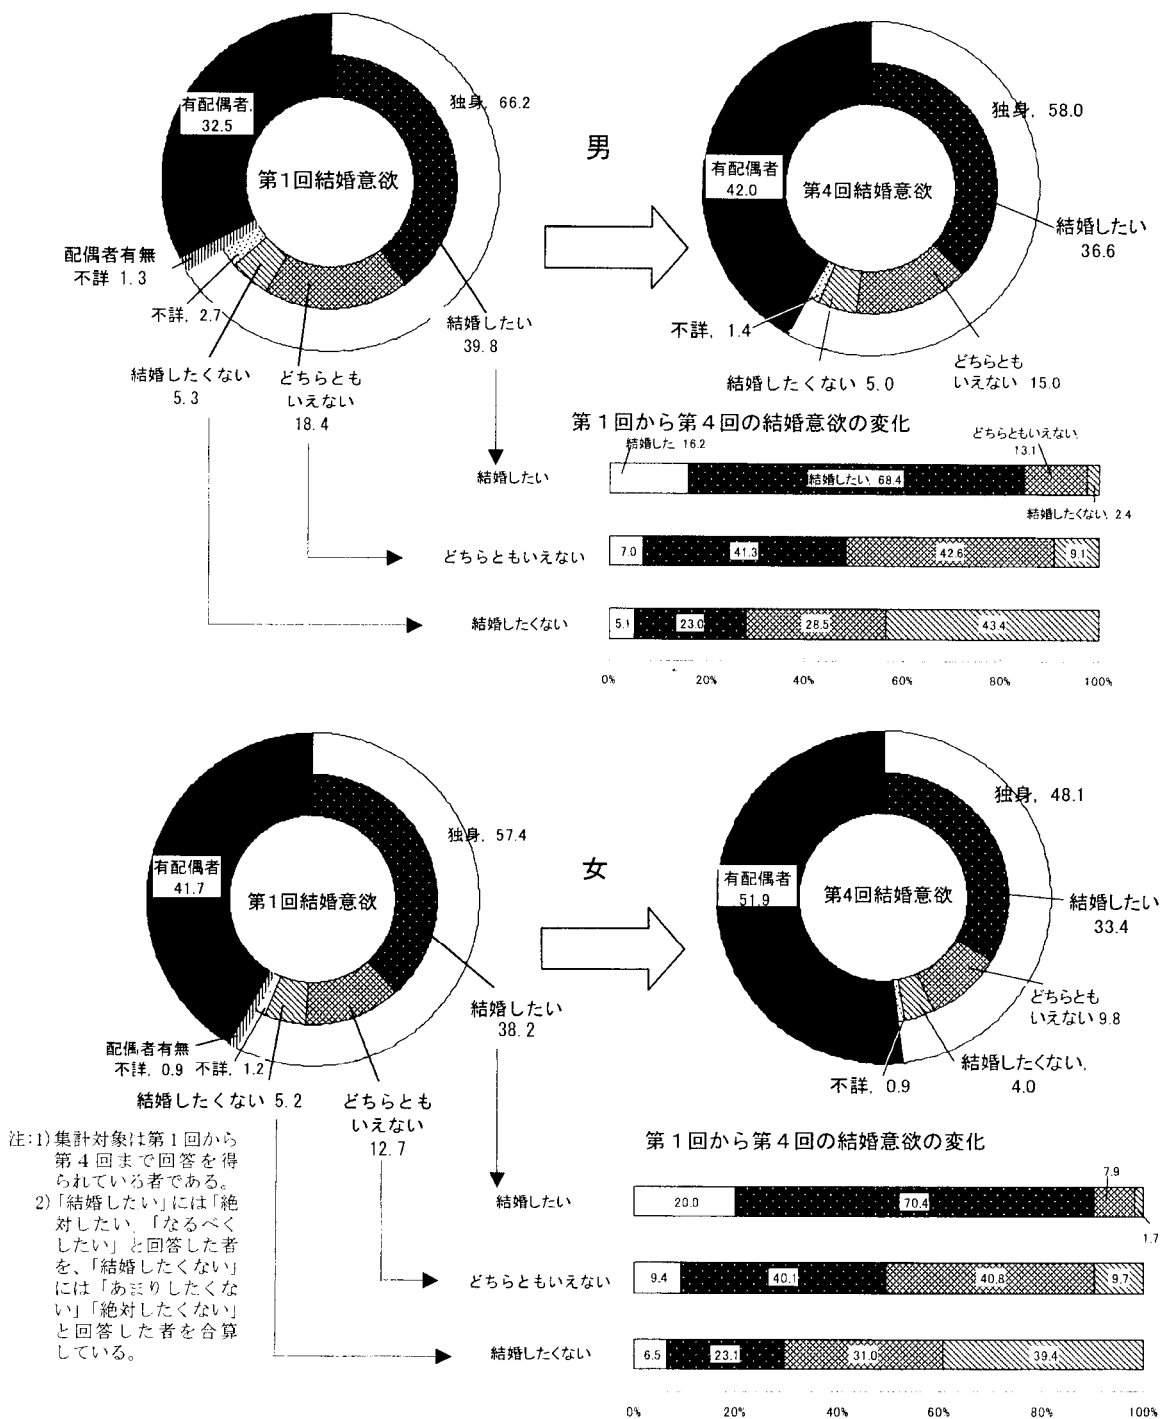 有配偶者,
32.5
独身, 66.2
第1回結婚意欲
配偶者有無
不詳 1.3
不詳, 2.7
結婚したくない
5.3
どちらとも
いえない
18.4
結婚したい
39.8
男
独身, 58.0
有配偶者
42.0
第4回結婚意欲
結婚したい
36.6
不詳, 1.4
結婚したくない 5.0
どちらとも
いえない 15.0
第1回から第4回の結婚意欲の変化
結婚した, 16.2
どちらともいえない,
13.1
結婚したい
結婚したい, 68.4
結婚したくない, 2.4
どちらともいえない
7.0 41.3 42.6 9.1
結婚したくない
5.1 23.0 28.5 43.4
0% 20% 40% 60% 80% 100%
独身, 57.4
有配偶者
41.7
第1回結婚意欲
配偶者有無
不詳, 0.9
不詳, 1.2
結婚したくない 5.2
どちらとも
いえない
12.7
結婚したい
38.2
女
独身, 48.1
有配偶者
51.9
第4回結婚意欲
結婚したい
33.4
どちらとも
いえない 9.8
結婚したくない,
4.0
不詳, 0.9
注:1)集計対象は第1回から
第4回まで回答を得
られている者である。
2)「結婚したい」には「絶
対したい」「なるべく
したい」と回答した者
を、「結婚したくない」
には「あまりしたくな
い」「絶対したくない」
と回答した者を合算
している。
第1回から第4回の結婚意欲の変化
7.9
結婚したい
20.0 70.4
1.7
どちらともいえない
9.4 40.1 40.8 9.7
結婚したくない
6.5 23.1 31.0 39.4
0% 20% 40% 60% 80% 100%